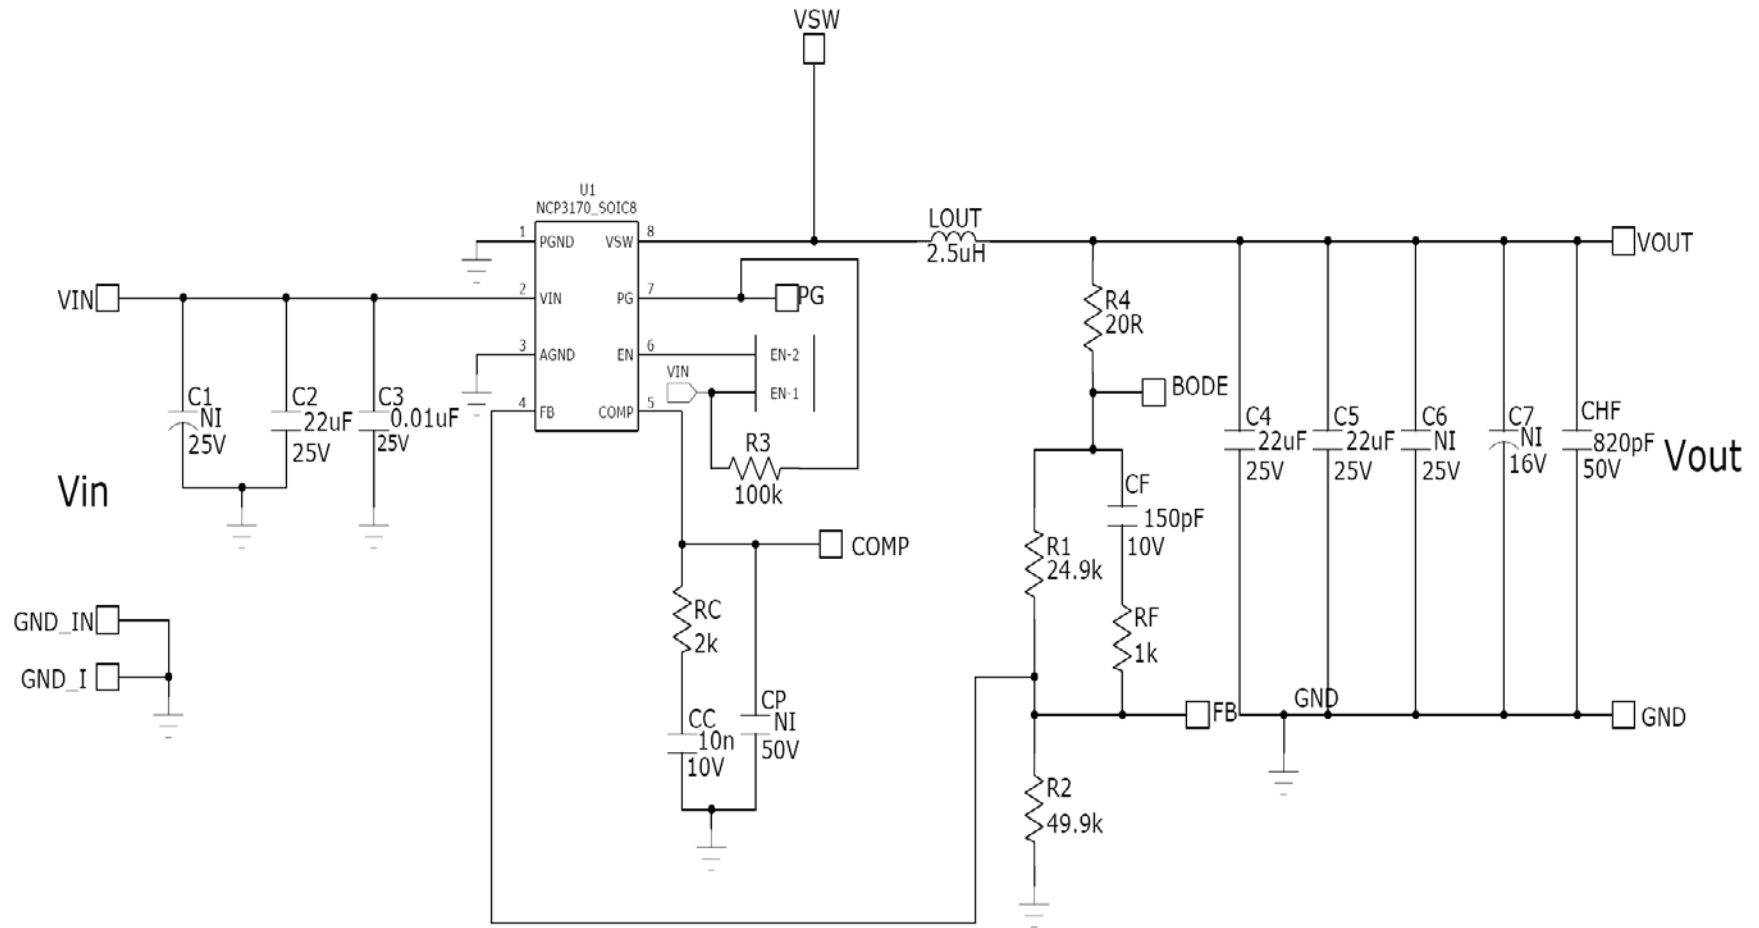 VSW
U1
NCP3170_SOIC8
1 PGND VSW 8
LOUT
2.5uH
VOUT
VIN
2 VIN PG 7
PG
R4
20R
3 AGND EN 6
EN-2
VIN
EN-1
BODE
4 FB COMP 5
C1
NI
25V
C2
22uF
25V
C3
0.01uF
25V
R3
100k
C4
22uF
25V
C5
22uF
25V
C6
NI
25V
C7
NI
16V
CHF
820pF
50V
Vout
Vin
CF
150pF
10V
COMP
R1
24.9k
GND_IN
RC
2k
RF
1k
GND_I
CP
NI
50V
CC
10n
10V
FB
GND
GND
R2
49.9k